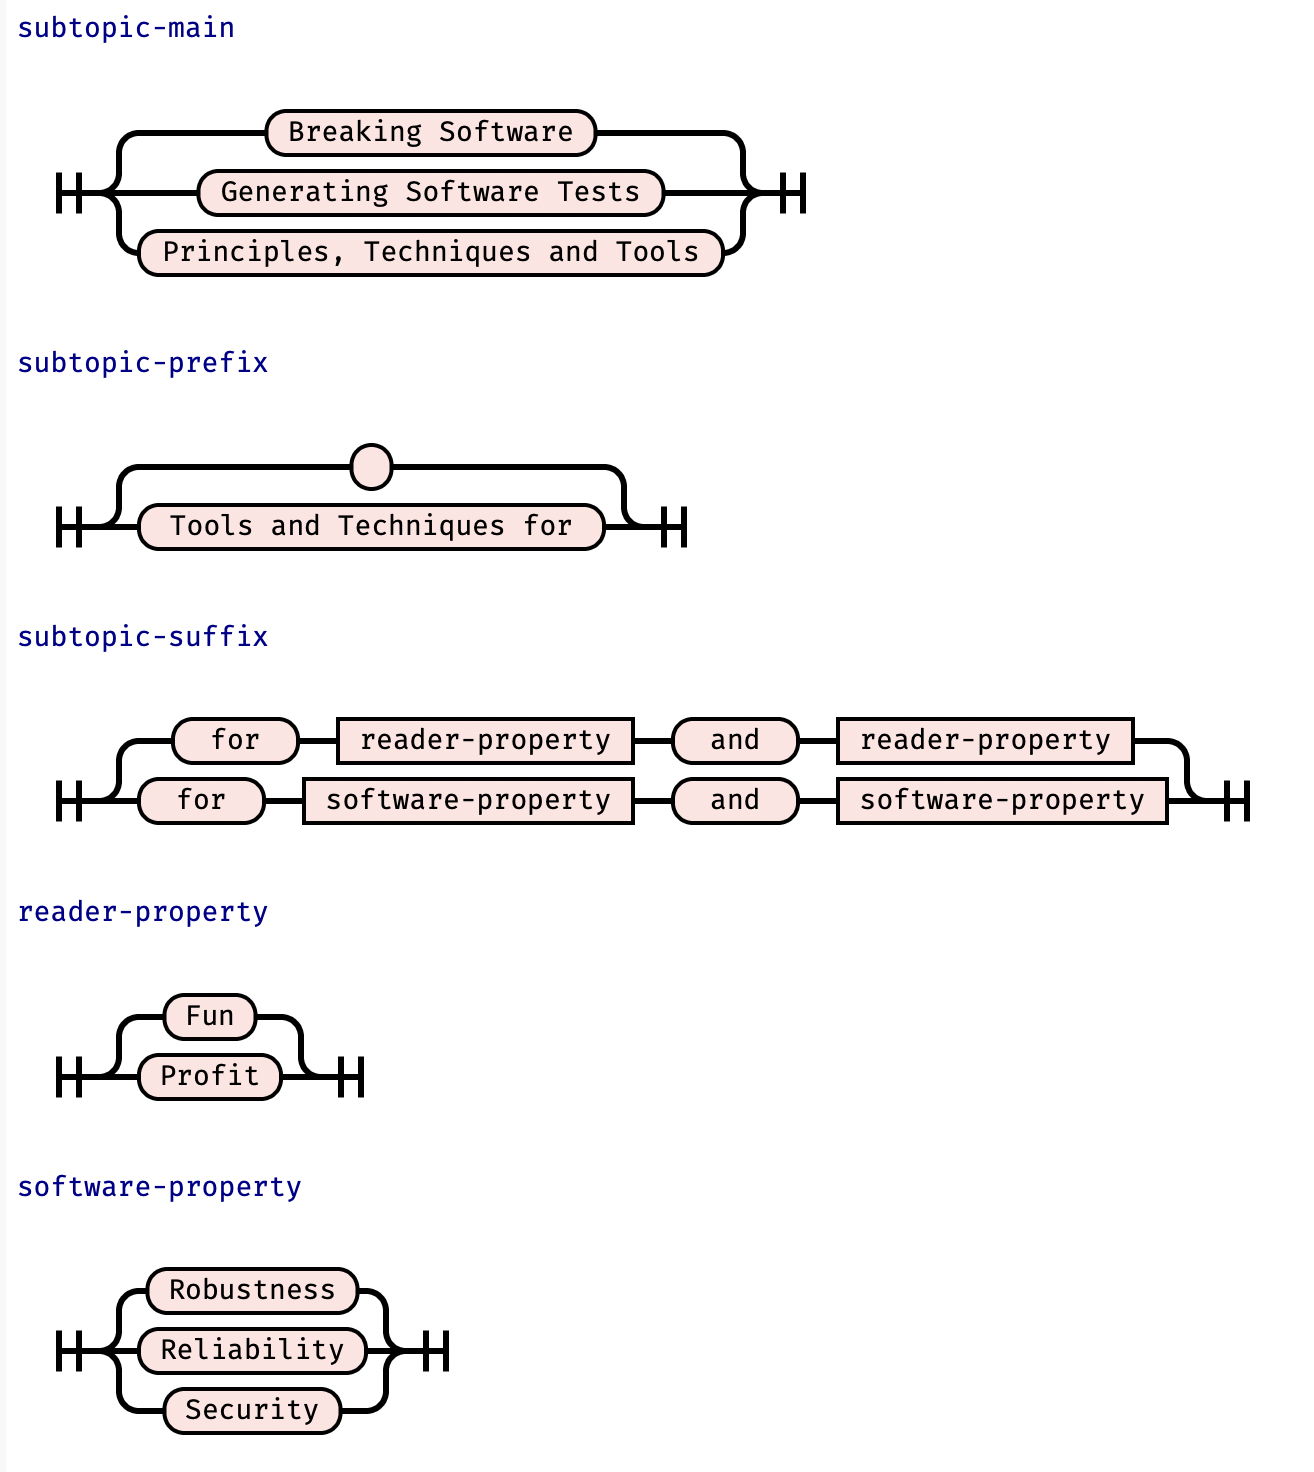 subtopic-main
Breaking Software
Generating Software Tests
Principles, Techniques and Tools
subtopic-prefix
Tools and Techniques for
subtopic-suffix
for reader-property and reader-property
for software-property and software-property
reader-property
Fun
Profit
software-property
Robustness
Reliability
Security